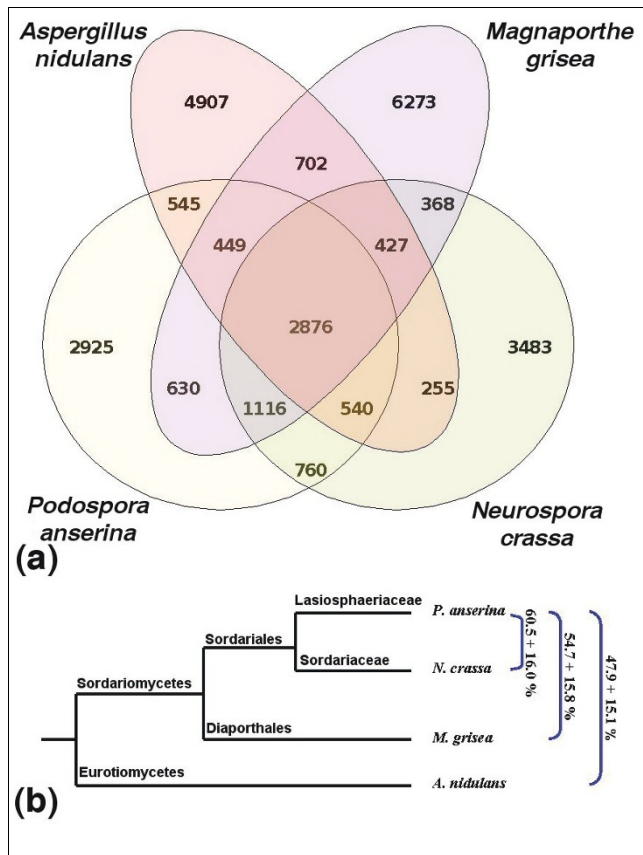 Aspergillus
nidulans
Magnaporthe
grisea
4907
6273
702
545
368
449
427
2876
2925
3483
630
255
1116
540
760
Podospora
anserina
Neurospora
crassa
(a)
Lasiosphaeriaceae
P. anserina
Sordariales
Sordariaceae
N. crassa
Sordariomycetes
Diaporthales
M. grisea
Eurotiomycetes
A. nidulans
60.5 + 16.0 %
54.7 + 15.8 %
47.9 + 15.1 %
(b)